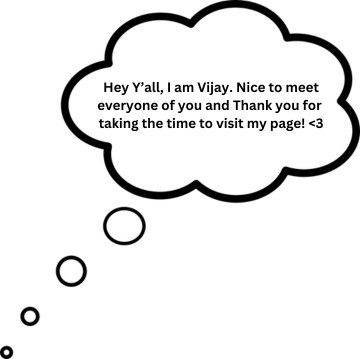 Hey Y’all, I am Vijay. Nice to meet
everyone of you and Thank you for
taking the time to visit my page! <3